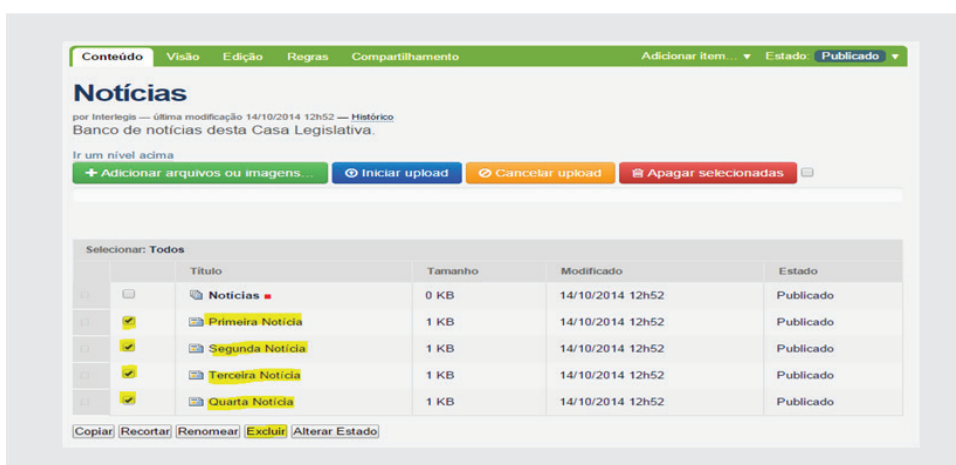 Conteúdo Visão Edição Regras Compartilhamento Adicionar item... ▼ Estado: Publicado ▼
Notícias
por Interlegis — última modificação 14/10/2014 12h52 — Histórico
Banco de notícias desta Casa Legislativa.
Ir um nível acima
+ Adicionar arquivos ou imagens... Iniciar upload Cancelar upload Apagar selecionadas
Selecionar: Todos
Título Tamanho Modificado Estado
Notícias 0 KB 14/10/2014 12h52 Publicado
Primeira Notícia 1 KB 14/10/2014 12h52 Publicado
Segunda Notícia 1 KB 14/10/2014 12h52 Publicado
Terceira Notícia 1 KB 14/10/2014 12h52 Publicado
Quarta Notícia 1 KB 14/10/2014 12h52 Publicado
Copiar Recortar Renomear Excluir Alterar Estado